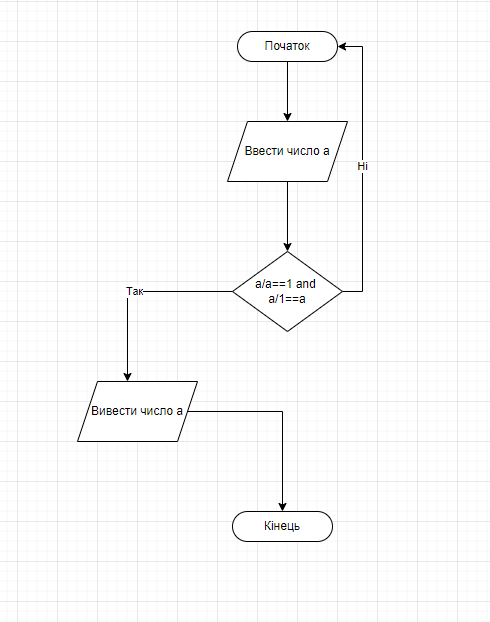 Початок
Ввести число а
Ні
a/a==1 and
a/1==a
Так
Вивести число а
Кінець